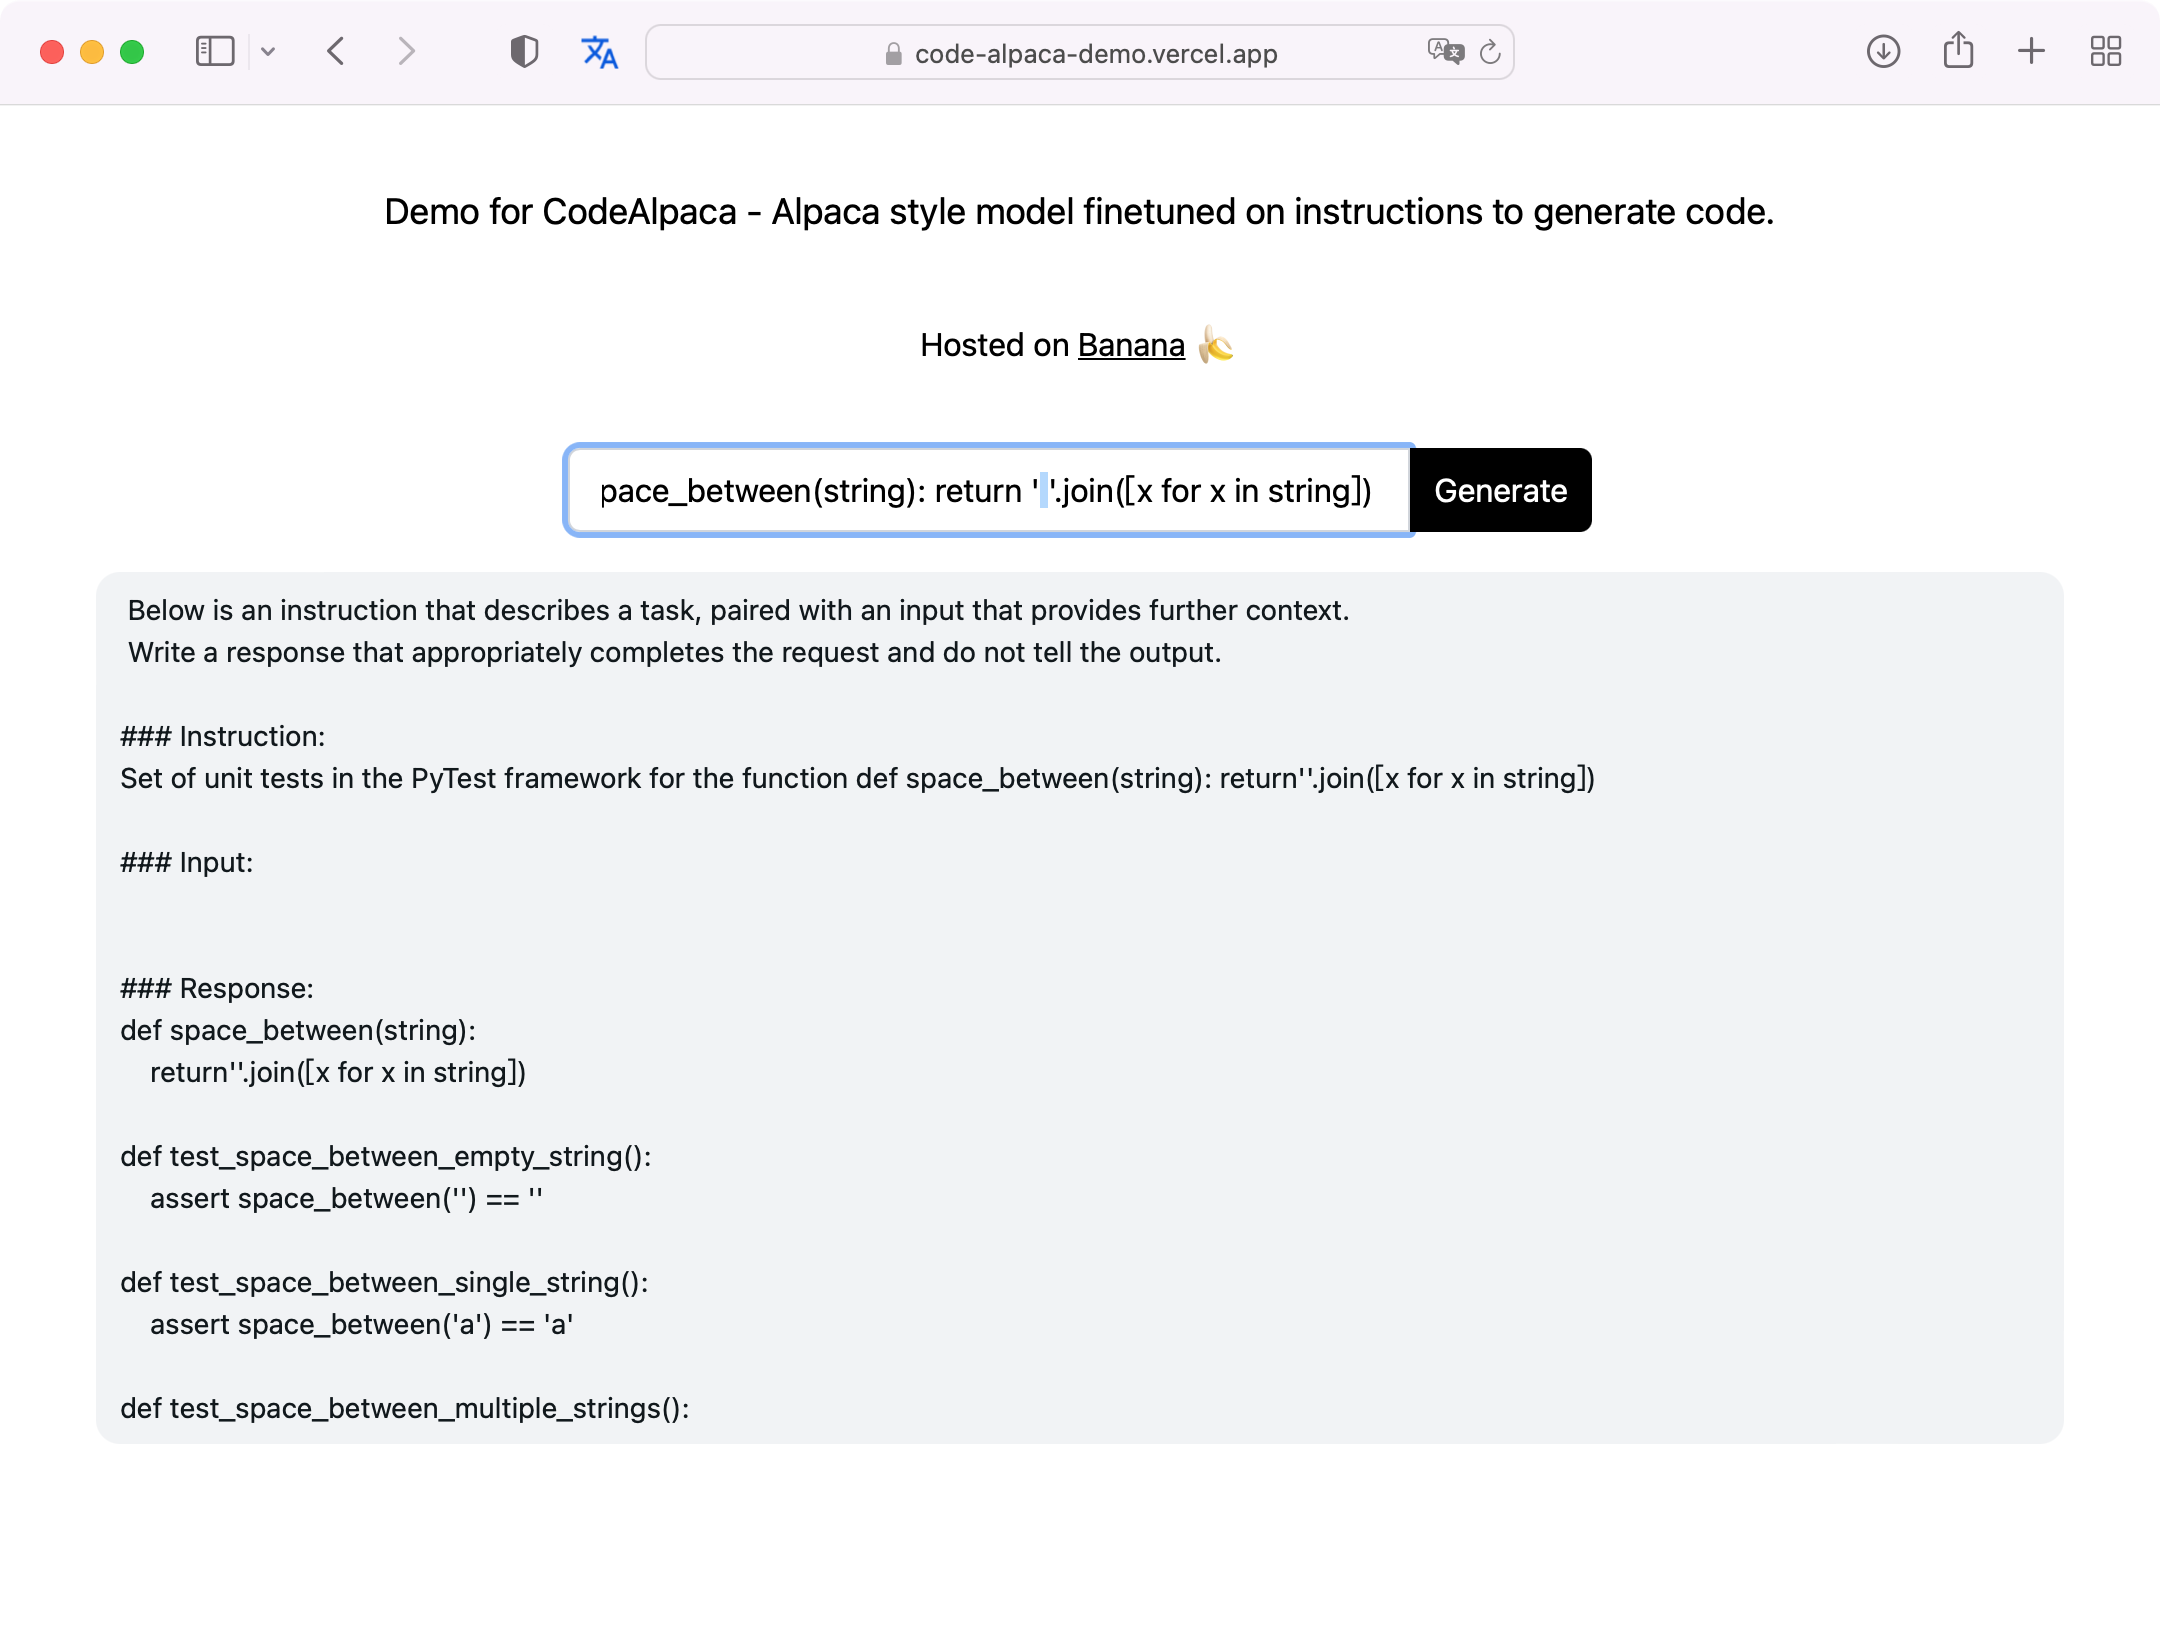 code-alpaca-demo.vercel.app
Demo for CodeAlpaca - Alpaca style model finetuned on instructions to generate code.
Hosted on Banana 🍌
pace_between(string): return ' '.join([x for x in string])
Generate
Below is an instruction that describes a task, paired with an input that provides further context.
Write a response that appropriately completes the request and do not tell the output.
### Instruction:
Set of unit tests in the PyTest framework for the function def space_between(string): return''.join([x for x in string])
### Input:
### Response:
def space_between(string):
    return''.join([x for x in string])
def test_space_between_empty_string():
    assert space_between('') == ''
def test_space_between_single_string():
    assert space_between('a') == 'a'
def test_space_between_multiple_strings():